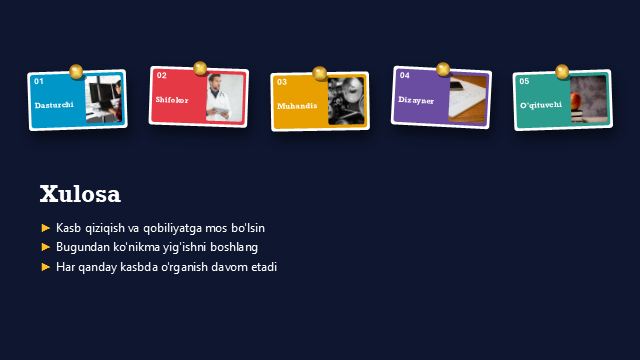 01
Dasturchi
02
Shifokor
03
Muhandis
04
Dizayner
05
O'qituvchi
Xulosa
► Kasb qiziqish va qobiliyatga mos bo'lsin
► Bugundan ko'nikma yig'ishni boshlang
► Har qanday kasbda o'rganish davom etadi